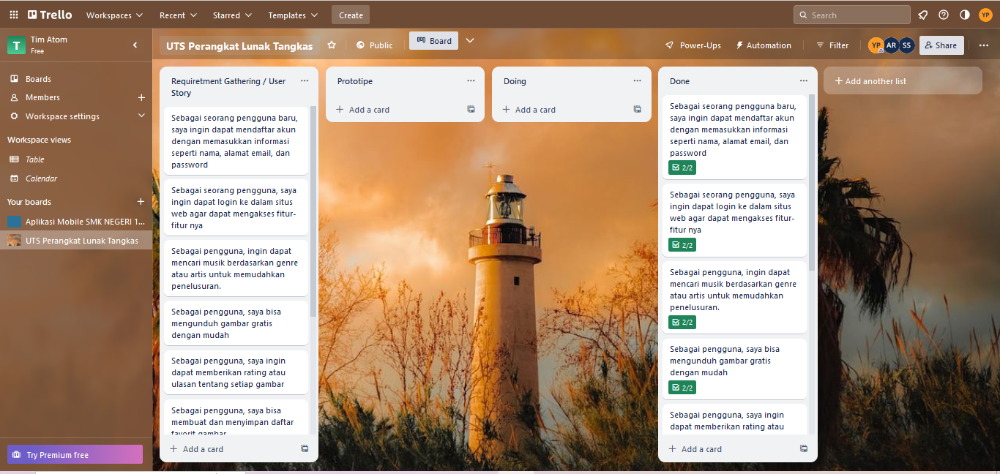 Trello
Workspaces
Recent
Starred
Templates
Create
Search
YP
T
Tim Atom
Free
UTS Perangkat Lunak Tangkas
Public
Board
Power-Ups
Automation
Filter
YP
AR
SS
Share
Boards
Members
Workspace settings
Workspace views
Table
Calendar
Your boards
Aplikasi Mobile SMK NEGERI 1...
UTS Perangkat Lunak Tangkas
Try Premium free
Requiretment Gathering / User
Story
Sebagai seorang pengguna baru,
saya ingin dapat mendaftar akun
dengan memasukkan informasi
seperti nama, alamat email, dan
password
Sebagai seorang pengguna, saya
ingin dapat login ke dalam situs
web agar dapat mengakses fitur-
fitur nya
Sebagai pengguna, ingin dapat
mencari musik berdasarkan genre
atau artis untuk memudahkan
penelusuran.
Sebagai penguna, saya bisa
mengunduh gambar gratis
dengan mudah
Sebagai pengguna, saya ingin
dapat memberikan rating atau
ulasan tentang setiap gambar
Sebagai pengguna, saya bisa
membuat dan menyimpan daftar
favorit gambar
Add a card
Prototipe
Add a card
Doing
Add a card
Done
Sebagai seorang pengguna baru,
saya ingin dapat mendaftar akun
dengan memasukkan informasi
seperti nama, alamat email, dan
password
2/2
Sebagai seorang pengguna, saya
ingin dapat login ke dalam situs
web agar dapat mengakses fitur-
fitur nya
2/2
Sebagai pengguna, ingin dapat
mencari musik berdasarkan genre
atau artis untuk memudahkan
penelusuran.
2/2
Sebagai penguna, saya bisa
mengunduh gambar gratis
dengan mudah
2/2
Sebagai pengguna, saya ingin
dapat memberikan rating atau
Add a card
Add another list